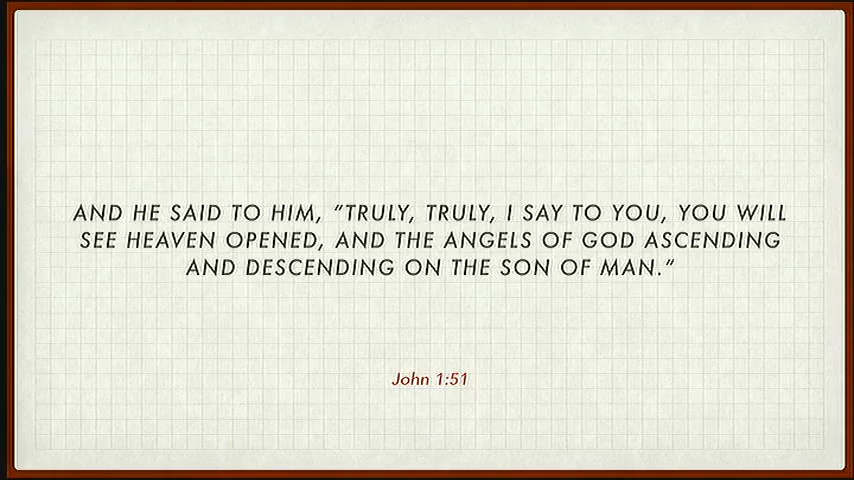 AND HE SAID TO HIM, “TRULY, TRULY, I SAY TO YOU, YOU WILL
SEE HEAVEN OPENED, AND THE ANGELS OF GOD ASCENDING
AND DESCENDING ON THE SON OF MAN.”
John 1:51